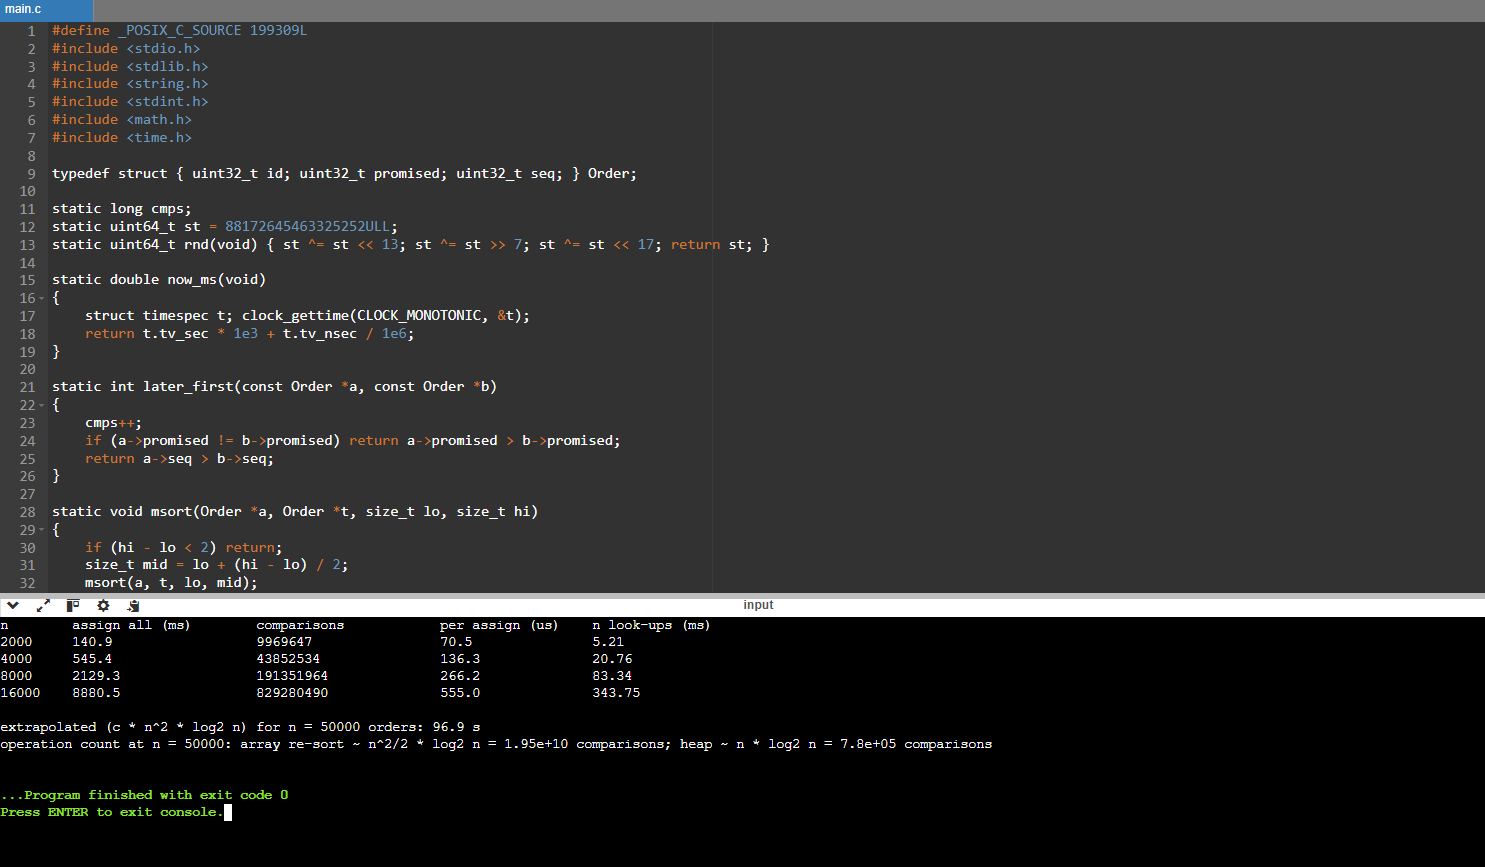 main.c
1 #define _POSIX_C_SOURCE 199309L
2 #include <stdio.h>
3 #include <stdlib.h>
4 #include <string.h>
5 #include <stdint.h>
6 #include <math.h>
7 #include <time.h>
8
9 typedef struct { uint32_t id; uint32_t promised; uint32_t seq; } Order;
10
11 static long cmps;
12 static uint64_t st = 88172645463325252ULL;
13 static uint64_t rnd(void) { st ^= st << 13; st ^= st >> 7; st ^= st << 17; return st; }
14
15 static double now_ms(void)
16 {
17     struct timespec t; clock_gettime(CLOCK_MONOTONIC, &t);
18     return t.tv_sec * 1e3 + t.tv_nsec / 1e6;
19 }
20
21 static int later_first(const Order *a, const Order *b)
22 {
23     cmps++;
24     if (a->promised != b->promised) return a->promised > b->promised;
25     return a->seq > b->seq;
26 }
27
28 static void msort(Order *a, Order *t, size_t lo, size_t hi)
29 {
30     if (hi - lo < 2) return;
31     size_t mid = lo + (hi - lo) / 2;
32     msort(a, t, lo, mid);
input
n assign all (ms) comparisons per assign (us) n look-ups (ms)
2000 140.9 9969647 70.5 5.21
4000 545.4 43852534 136.3 20.76
8000 2129.3 191351964 266.2 83.34
16000 8880.5 829280490 555.0 343.75
extrapolated (c * n^2 * log2 n) for n = 50000 orders: 96.9 s
operation count at n = 50000: array re-sort ~ n^2/2 * log2 n = 1.95e+10 comparisons; heap ~ n * log2 n = 7.8e+05 comparisons
...Program finished with exit code 0
Press ENTER to exit console.